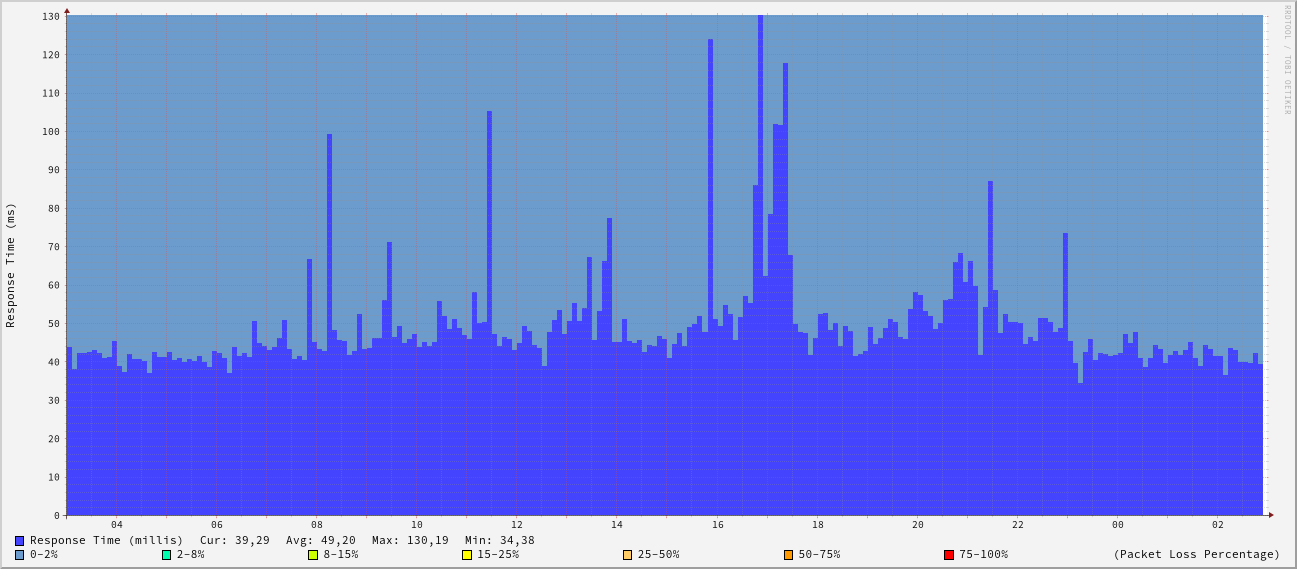 RRDTOOL / TOBI OETIKER
Response Time (ms)
130
120
110
100
90
80
70
60
50
40
30
20
10
0
04 06 08 10 12 14 16 18 20 22 00 02
Response Time (millis) Cur: 39,29 Avg: 49,20 Max: 130,19 Min: 34,38
0-2% 2-8% 8-15% 15-25% 25-50% 50-75% 75-100% (Packet Loss Percentage)